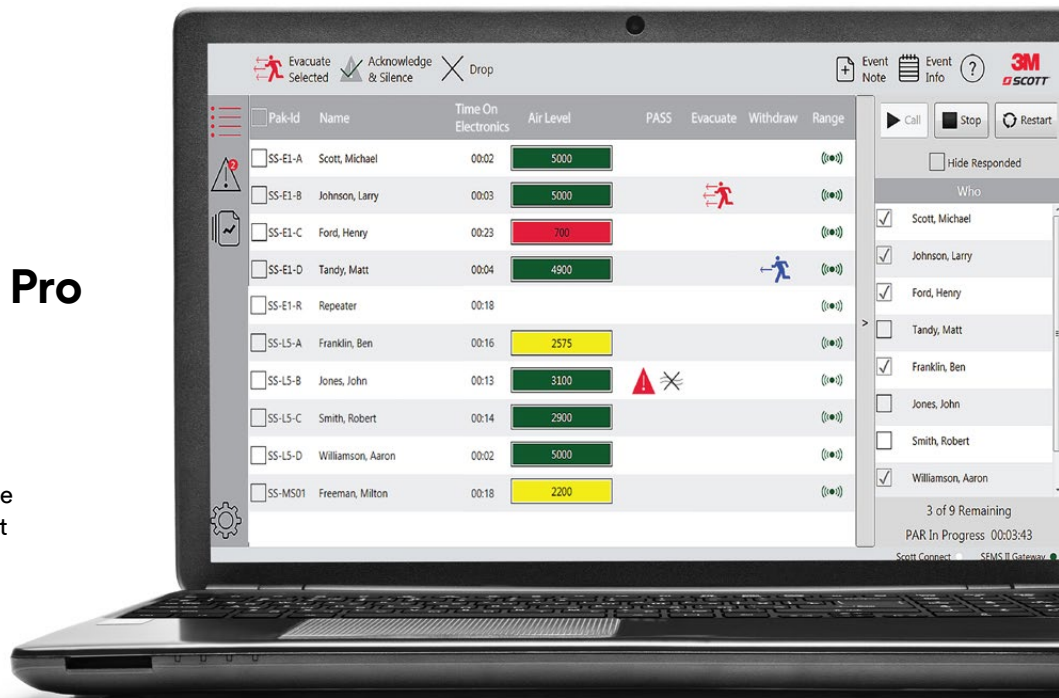 Pro
e
t
Evacuate Selected
Acknowledge & Silence
Drop
Event Note
Event Info
?
3M
SCOTT
Pak-Id Name Time On Electronics Air Level PASS Evacuate Withdraw Range
2
SS-E1-A Scott, Michael 00:02 5000
SS-E1-B Johnson, Larry 00:03 5000
SS-E1-C Ford, Henry 00:23 700
SS-E1-D Tandy, Matt 00:04 4900
SS-E1-R Repeater 00:18
SS-L5-A Franklin, Ben 00:16 2575
SS-L5-B Jones, John 00:13 3100
SS-L5-C Smith, Robert 00:14 2900
SS-L5-D Williamson, Aaron 00:02 5000
SS-MS01 Freeman, Milton 00:18 2200
>
Call Stop Restart
Hide Responded
Who
Scott, Michael
Johnson, Larry
Ford, Henry
Tandy, Matt
Franklin, Ben
Jones, John
Smith, Robert
Williamson, Aaron
3 of 9 Remaining
PAR In Progress 00:03:43
Scott Connect SEMS II Gateway